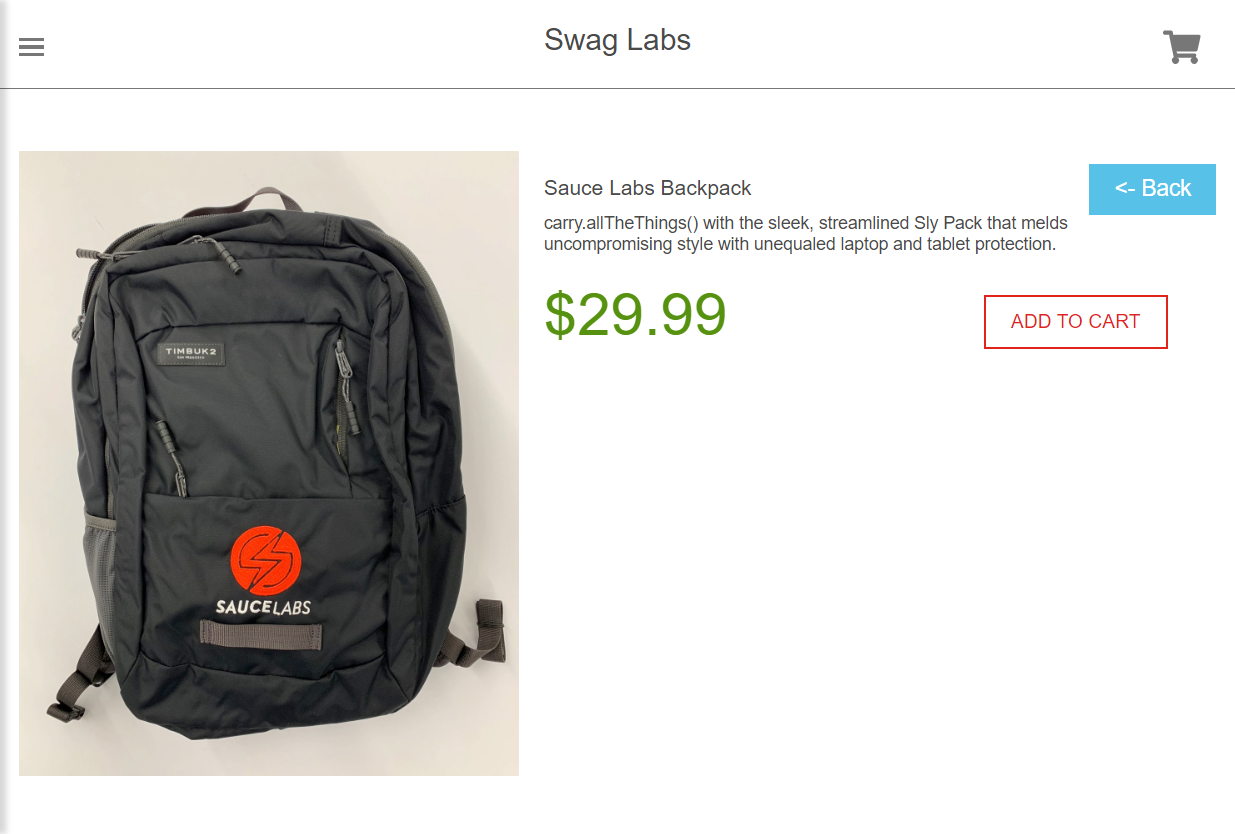 Swag Labs
<- Back
Sauce Labs Backpack
carry.allTheThings() with the sleek, streamlined Sly Pack that melds
uncompromising style with unequaled laptop and tablet protection.
$29.99
ADD TO CART
TIMBUK2
SAUCELABS